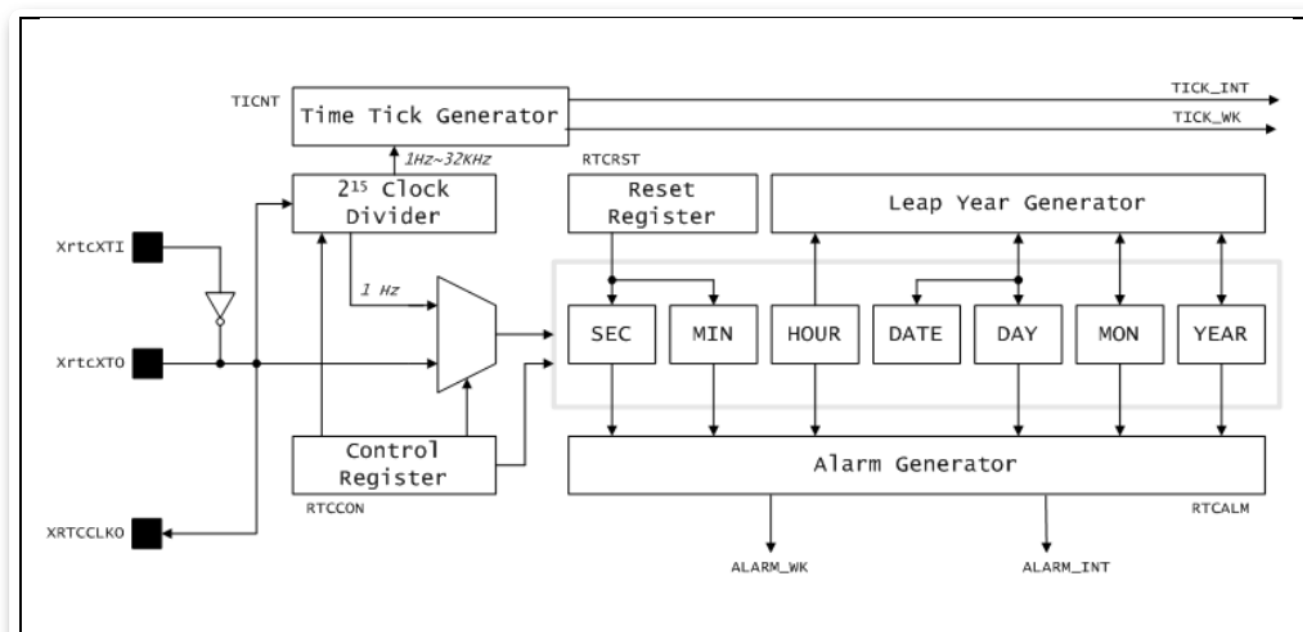 TICNT
Time Tick Generator
TICK_INT
TICK_WK
1Hz~32KHz
RTCRST
2¹⁵ Clock
Divider
Reset
Register
Leap Year Generator
XrtcXTI
1 Hz
SEC
MIN
HOUR
DATE
DAY
MON
YEAR
XrtcXTO
Control
Register
RTCCON
Alarm Generator
RTCALM
XRTCCLKO
ALARM_WK
ALARM_INT